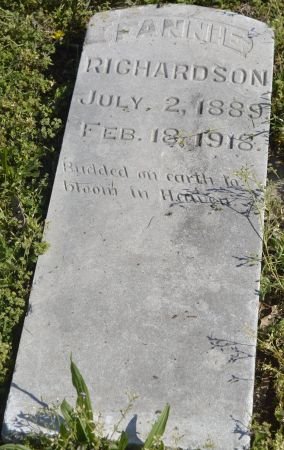 FANNIE
RICHARDSON
JULY. 2, 1889
FEB. 18, 1918.
Budded on earth to
bloom in Heaven.